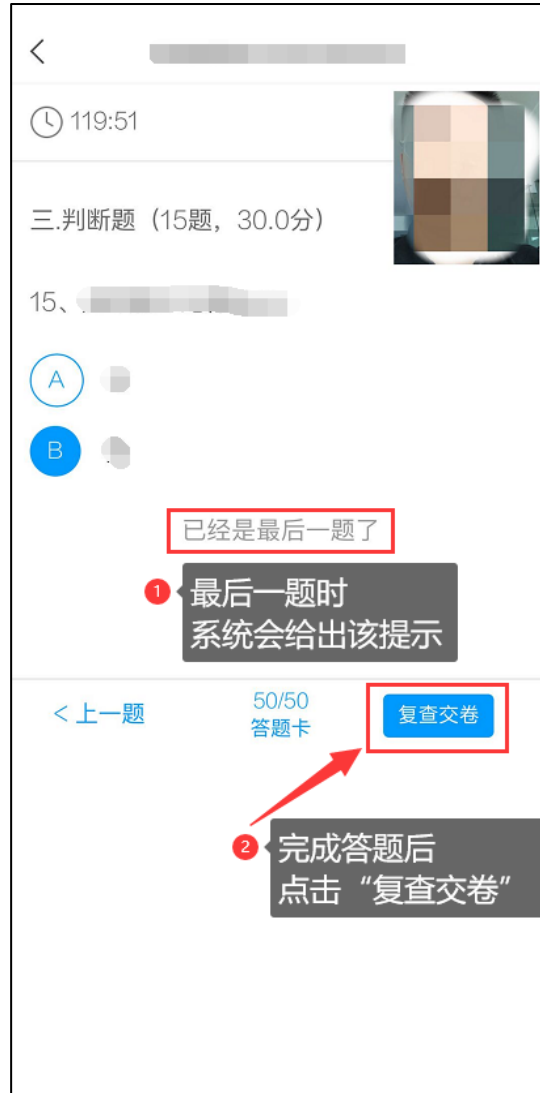 119:51
三.判断题（15题，30.0分）
15、
A
B
已经是最后一题了
1
最后一题时
系统会给出该提示
< 上一题
50/50
答题卡
复查交卷
2
完成答题后
点击“复查交卷”